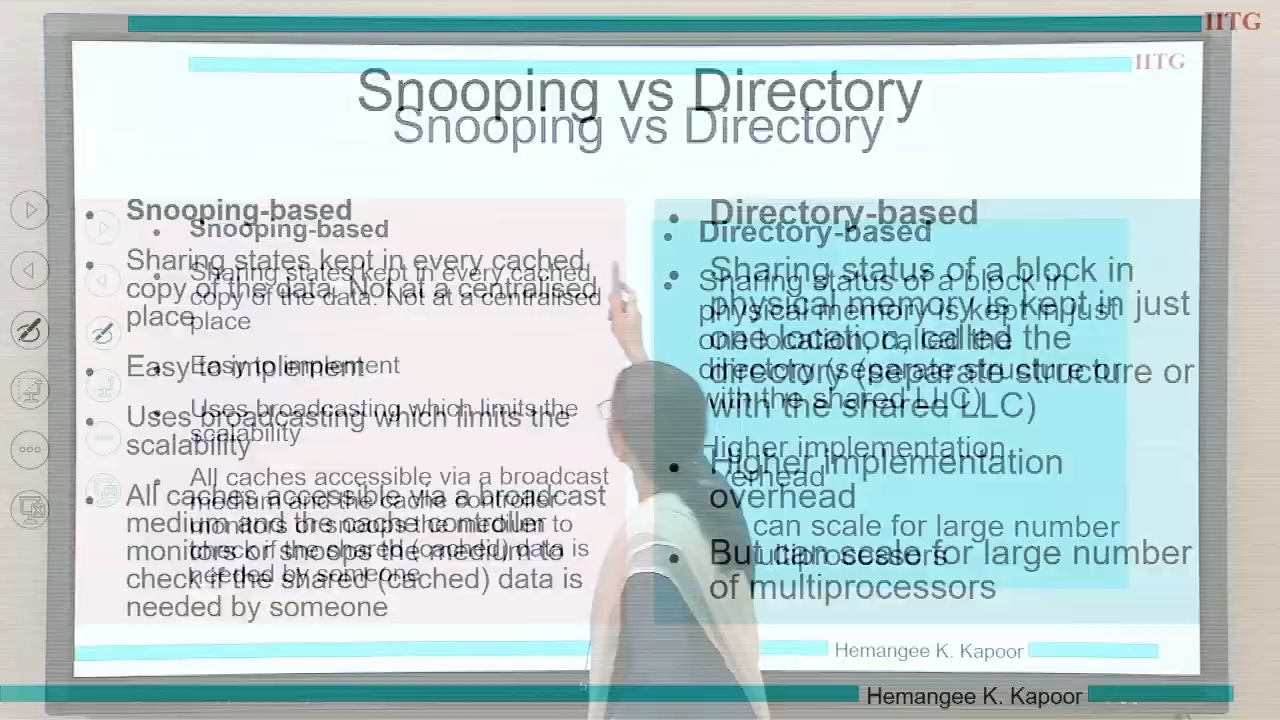 IITG
IITG
Snooping vs Directory
Snooping vs Directory
• Snooping-based
• Sharing states kept in every cached
copy of the data. Not at a centralised
place
• Easy to implement
• Uses broadcasting which limits the
scalability
• All caches accessible via a broadcast
medium and the cache controller
monitors or snoops the medium to
check if the shared (cached) data is
needed by someone
• Snooping-based
• Sharing states kept in every cached
copy of the data. Not at a centralised
place
• Easy to implement
• Uses broadcasting which limits the
scalability
• All caches accessible via a broadcast
medium and the cache controller
monitors or snoops the medium to
check if the shared (cached) data is
needed by someone
• Directory-based
• Sharing status of a block in
physical memory is kept in just
one location, called the
directory (separate structure or
with the shared LLC)
• Higher implementation
overhead
• But can scale for large number
of multiprocessors
• Directory-based
• Sharing status of a block in
physical memory is kept in just
one location, called the
directory (separate structure or
with the shared LLC)
Higher implementation
overhead
can scale for large number
Hemangee K. Kapoor
Hemangee K. Kapoor